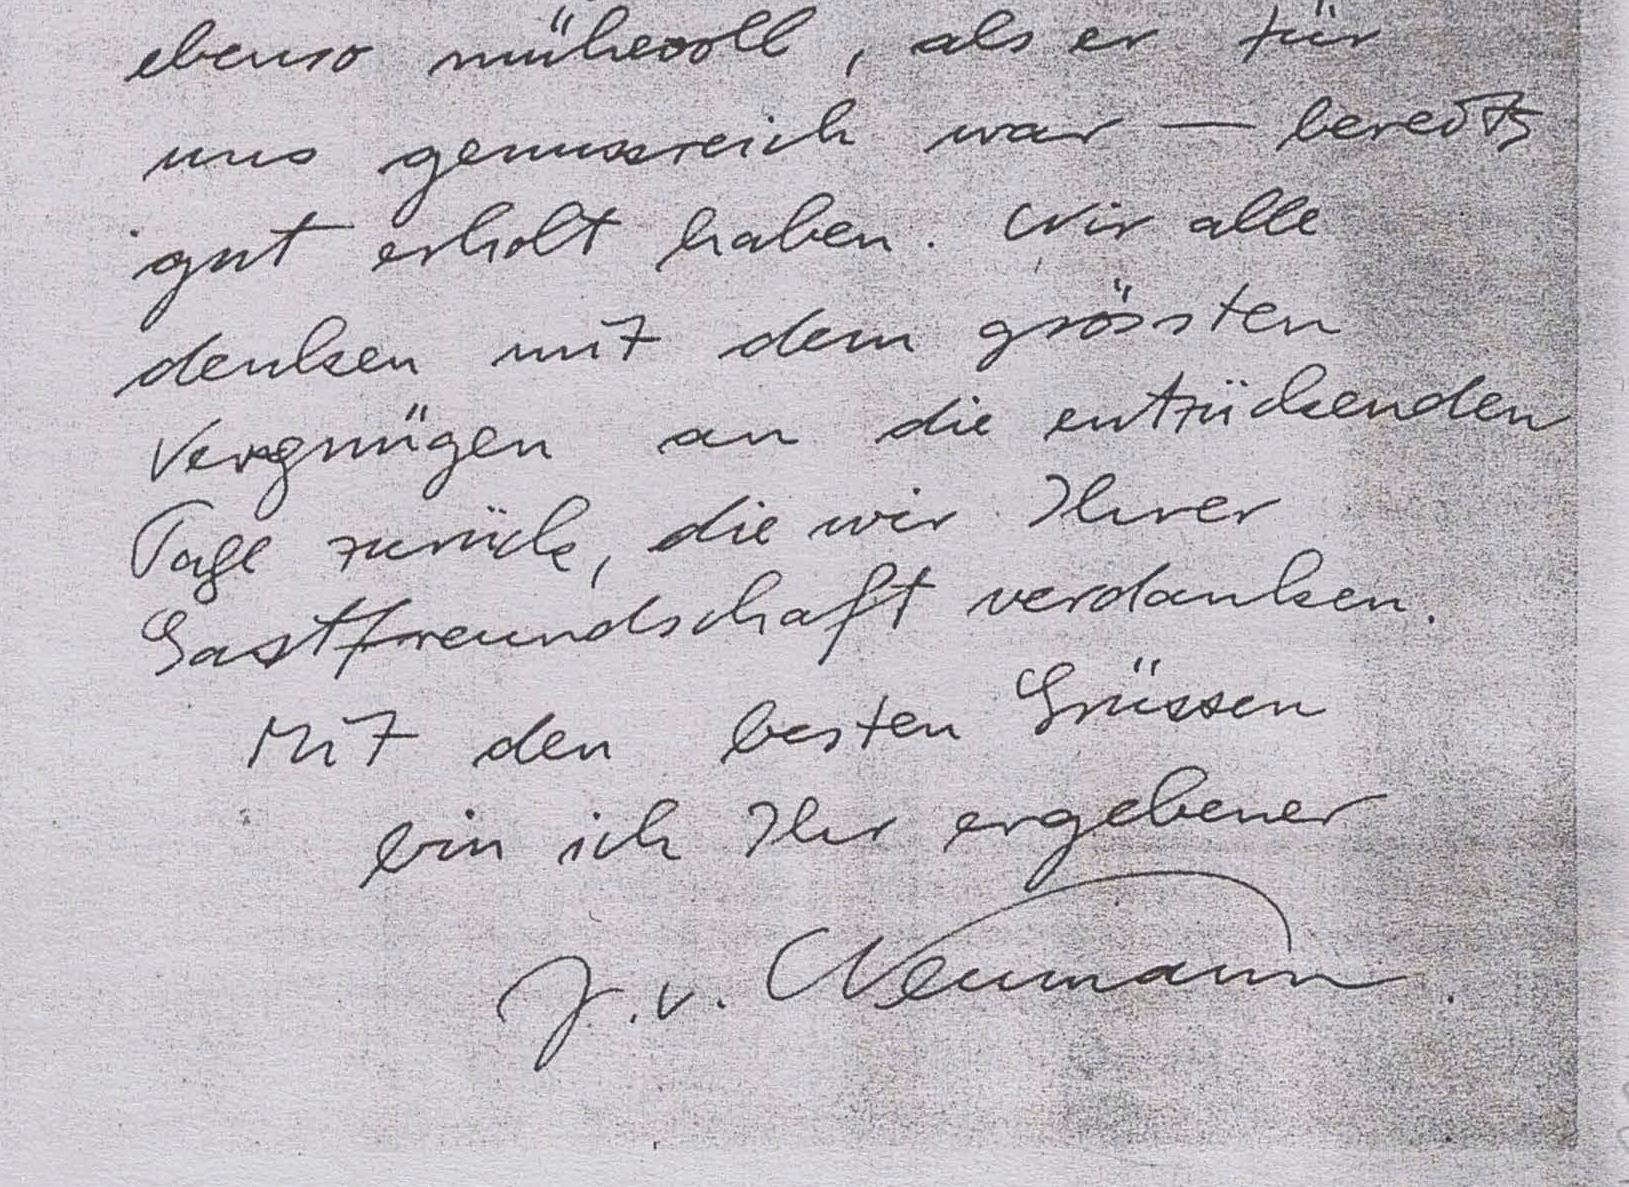 ebenso mühevoll, als er für
uns genussreich war — bereits
gut erholt haben. Wir alle
denken mit dem grössten
Vergnügen an die entzückenden
Tage zurück, die wir Ihrer
Gastfreundschaft verdanken.
Mit den besten Grüssen
bin ich Ihr ergebener
J. v. Neumann.